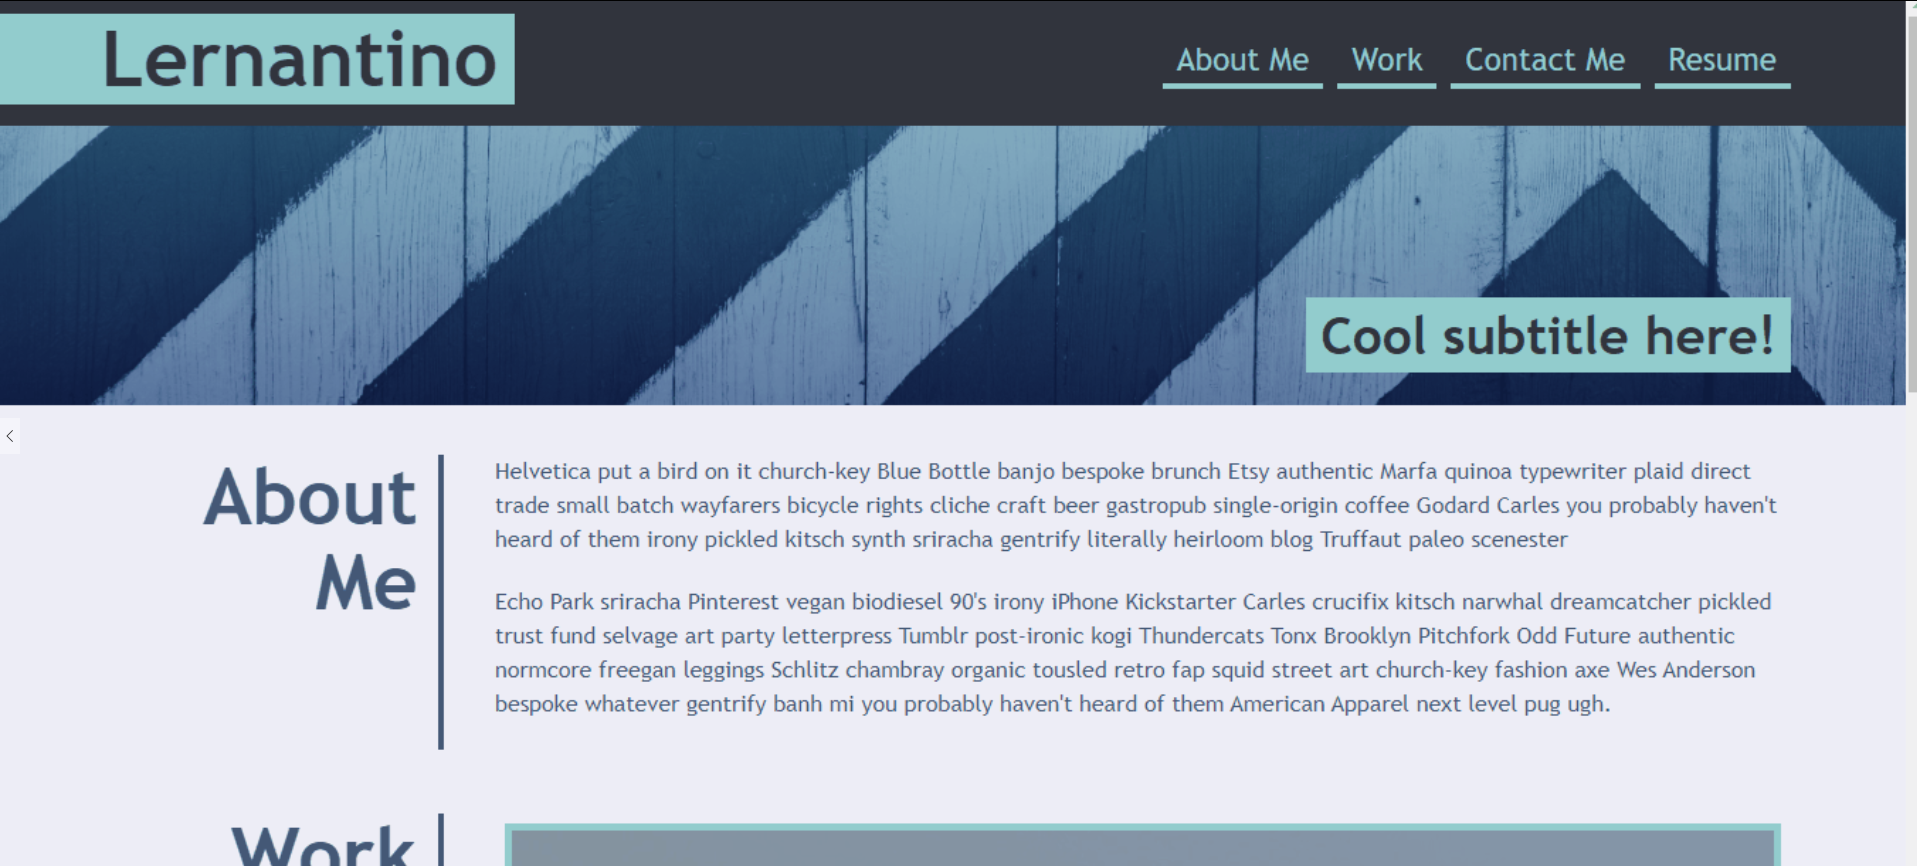 Lernantino
About Me
Work
Contact Me
Resume
Cool subtitle here!
About
Me
Helvetica put a bird on it church-key Blue Bottle banjo bespoke brunch Etsy authentic Marfa quinoa typewriter plaid direct
trade small batch wayfarers bicycle rights cliche craft beer gastropub single-origin coffee Godard Carles you probably haven't
heard of them irony pickled kitsch synth sriracha gentrify literally heirloom blog Truffaut paleo scenester
Echo Park sriracha Pinterest vegan biodiesel 90's irony iPhone Kickstarter Carles crucifix kitsch narwhal dreamcatcher pickled
trust fund selvage art party letterpress Tumblr post-ironic kogi Thundercats Tonx Brooklyn Pitchfork Odd Future authentic
normcore freegan leggings Schlitz chambray organic tousled retro fap squid street art church-key fashion axe Wes Anderson
bespoke whatever gentrify banh mi you probably haven't heard of them American Apparel next level pug ugh.
Work